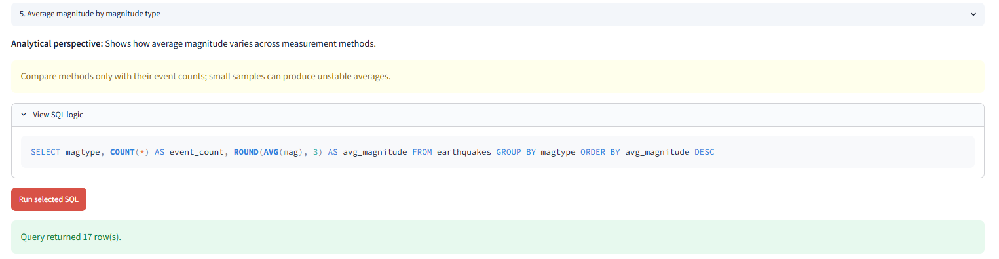 5. Average magnitude by magnitude type
Analytical perspective: Shows how average magnitude varies across measurement methods.
Compare methods only with their event counts; small samples can produce unstable averages.
View SQL logic
SELECT magtype, COUNT(*) AS event_count, ROUND(AVG(mag), 3) AS avg_magnitude FROM earthquakes GROUP BY magtype ORDER BY avg_magnitude DESC
Run selected SQL
Query returned 17 row(s).